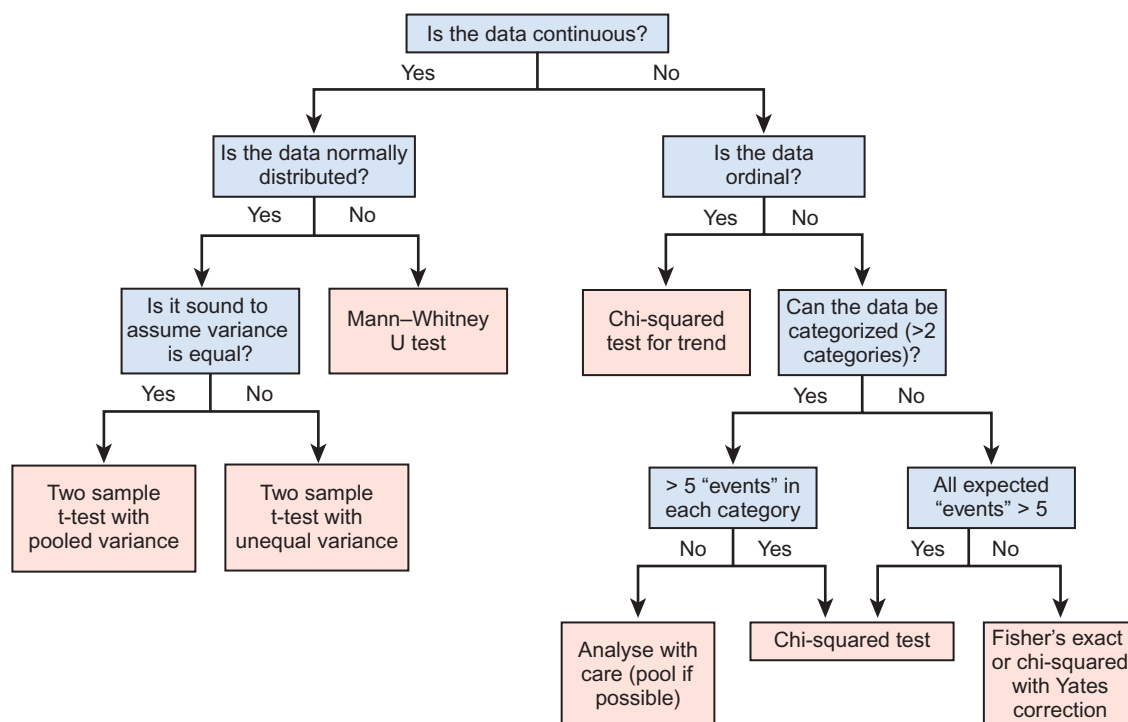 Is the data continuous?
Yes
No
Is the data normally
distributed?
Is the data
ordinal?
Yes
No
Yes
No
Is it sound to
assume variance
is equal?
Mann–Whitney
U test
Chi-squared
test for trend
Can the data be
categorized (>2
categories)?
Yes
No
Yes
No
Two sample
t-test with
pooled variance
Two sample
t-test with
unequal variance
> 5 “events” in
each category
All expected
“events” > 5
No
Yes
Yes
No
Analyse with
care (pool if
possible)
Chi-squared test
Fisher’s exact
or chi-squared
with Yates
correction